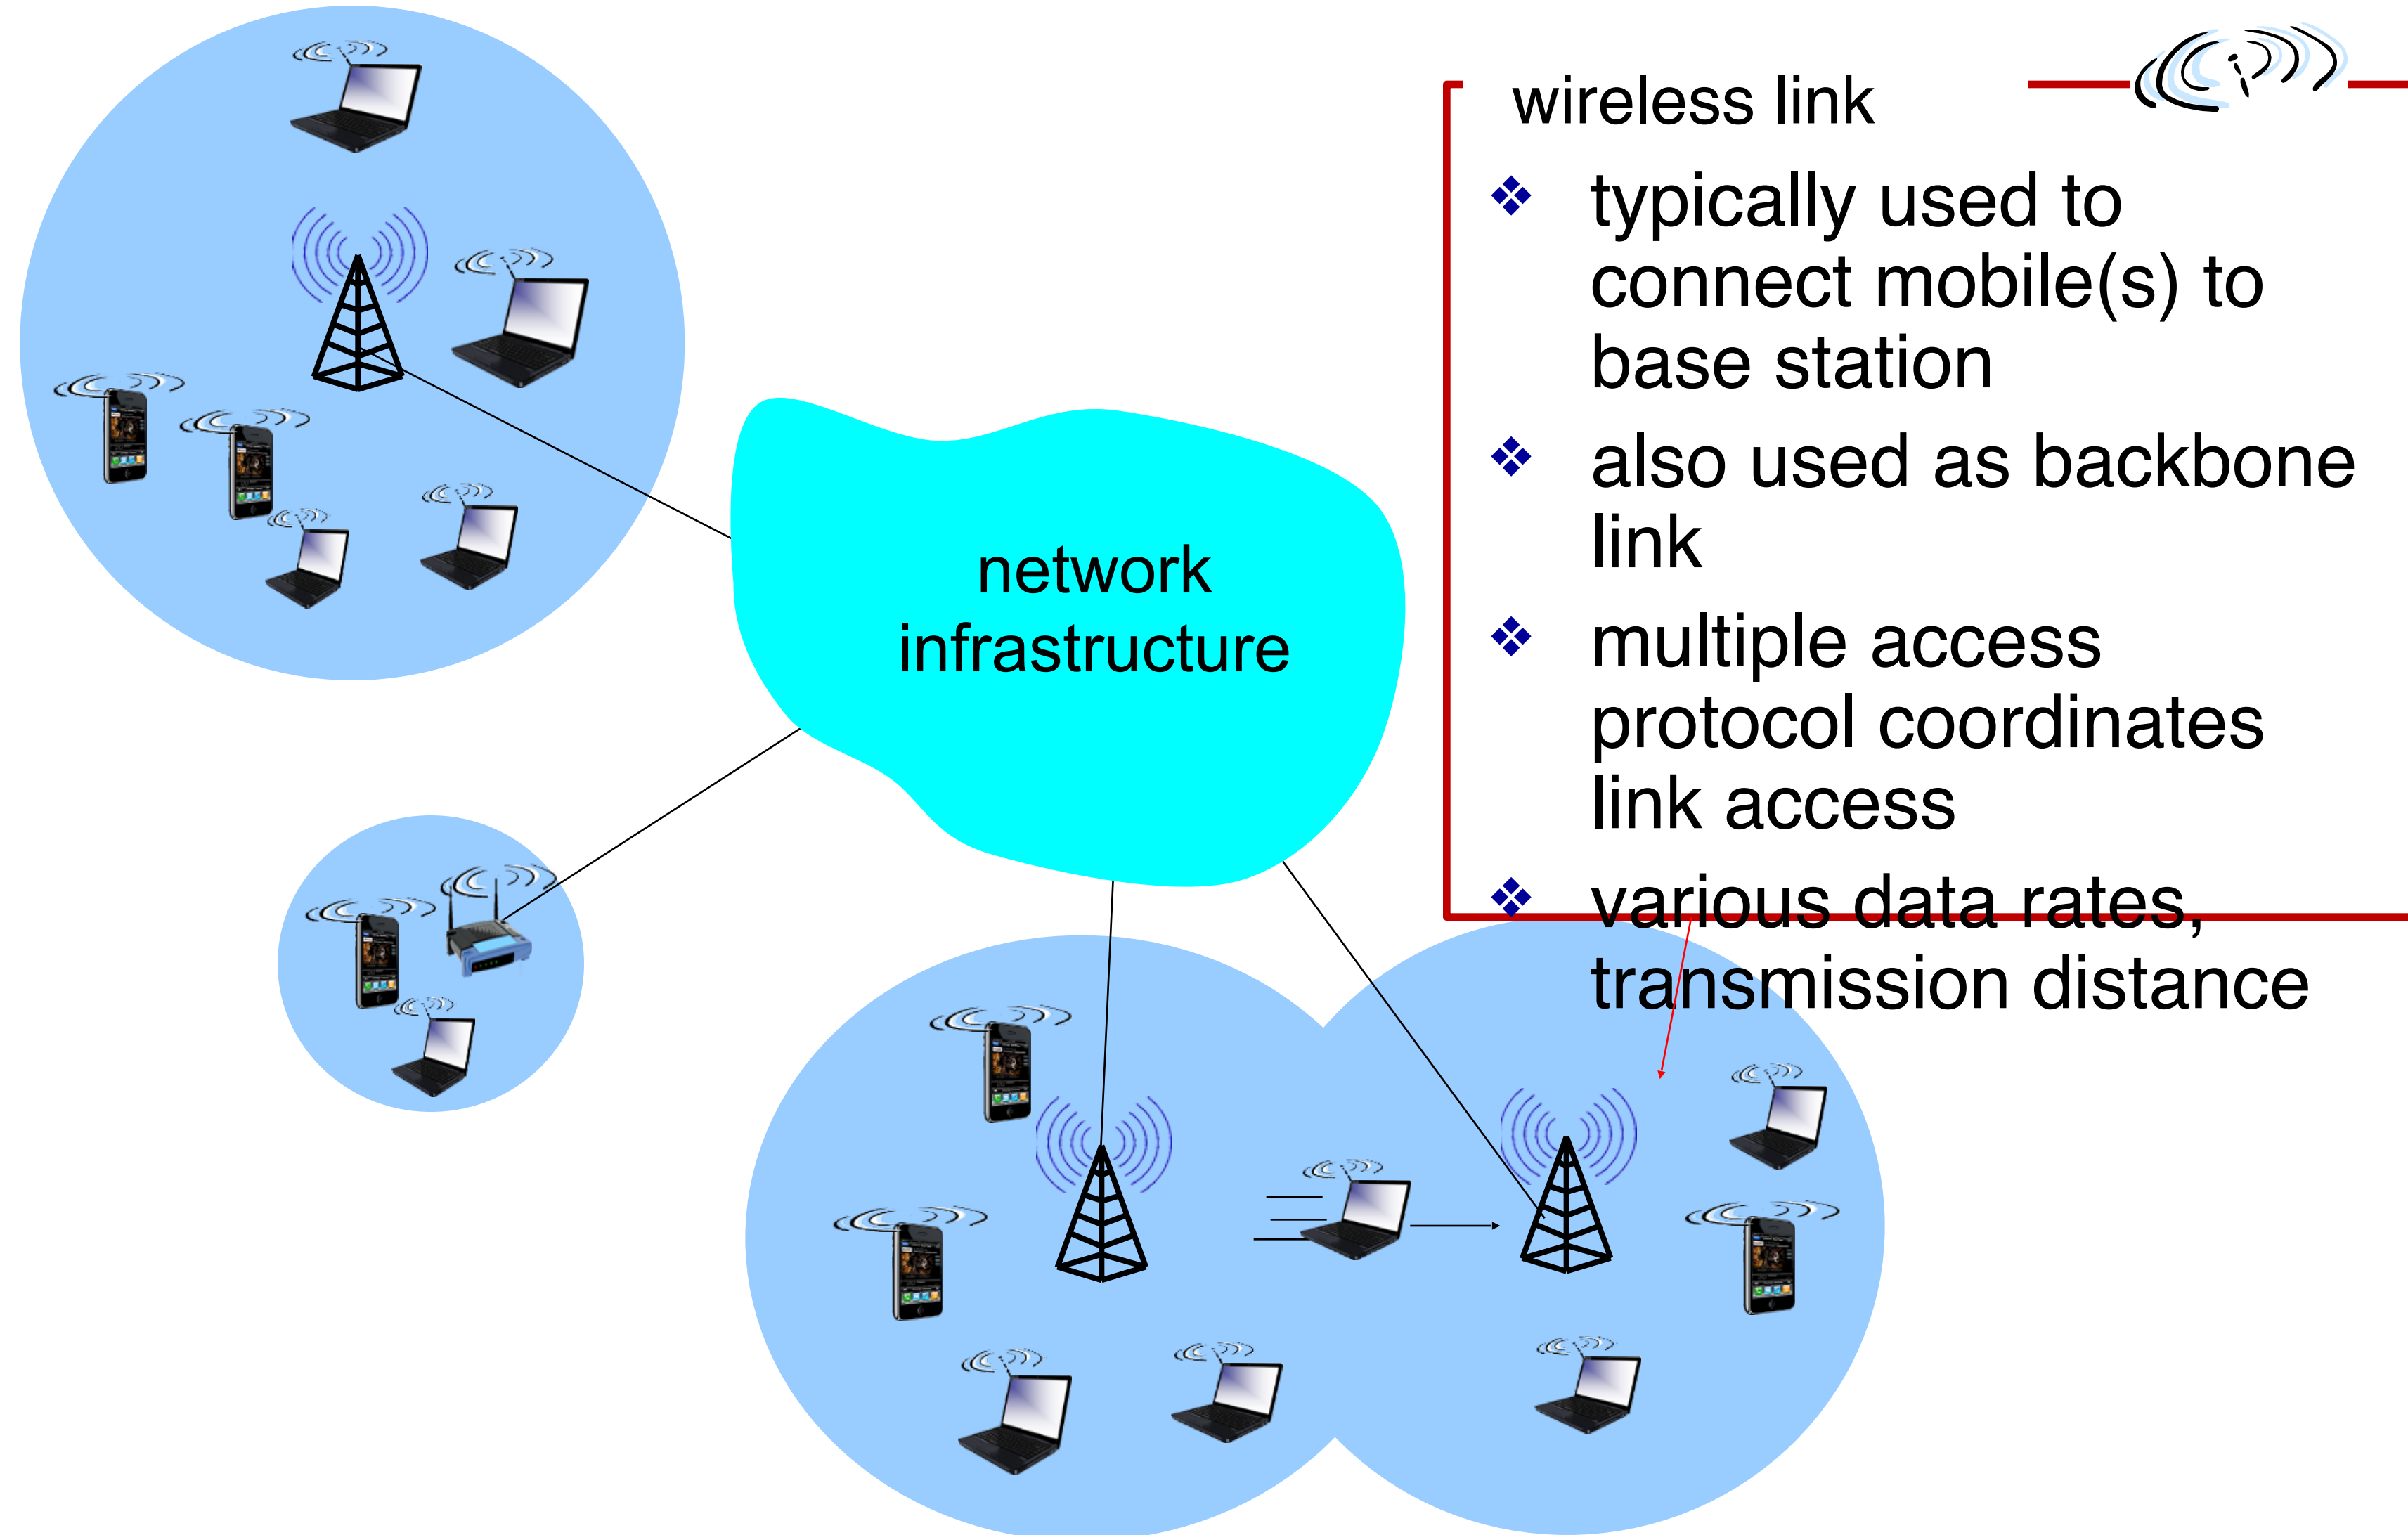 wireless link
❖ typically used to
connect mobile(s) to
base station
❖ also used as backbone
link
❖ multiple access
protocol coordinates
link access
❖ various data rates,
transmission distance
network
infrastructure